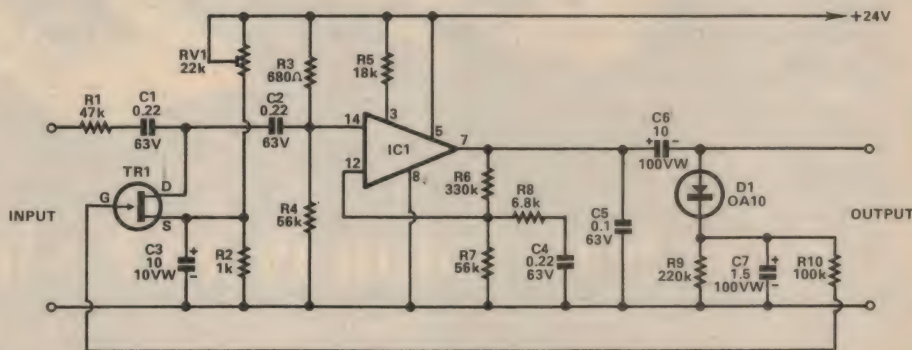 +24V
RV1
22k
R3
680Ω
R5
18k
R1
47k
C1
0.22
63V
C2
0.22
63V
3
14
5
IC1
7
12
8
C6
10
+ −
100VW
TR1
D
G
S
R6
330k
R8
6.8k
C5
0.1
63V
D1
OA10
INPUT
OUTPUT
C3
10
10VW
+
−
R2
1k
R4
56k
R7
56k
C4
0.22
63V
R9
220k
C7
1.5
100VW
+
−
R10
100k